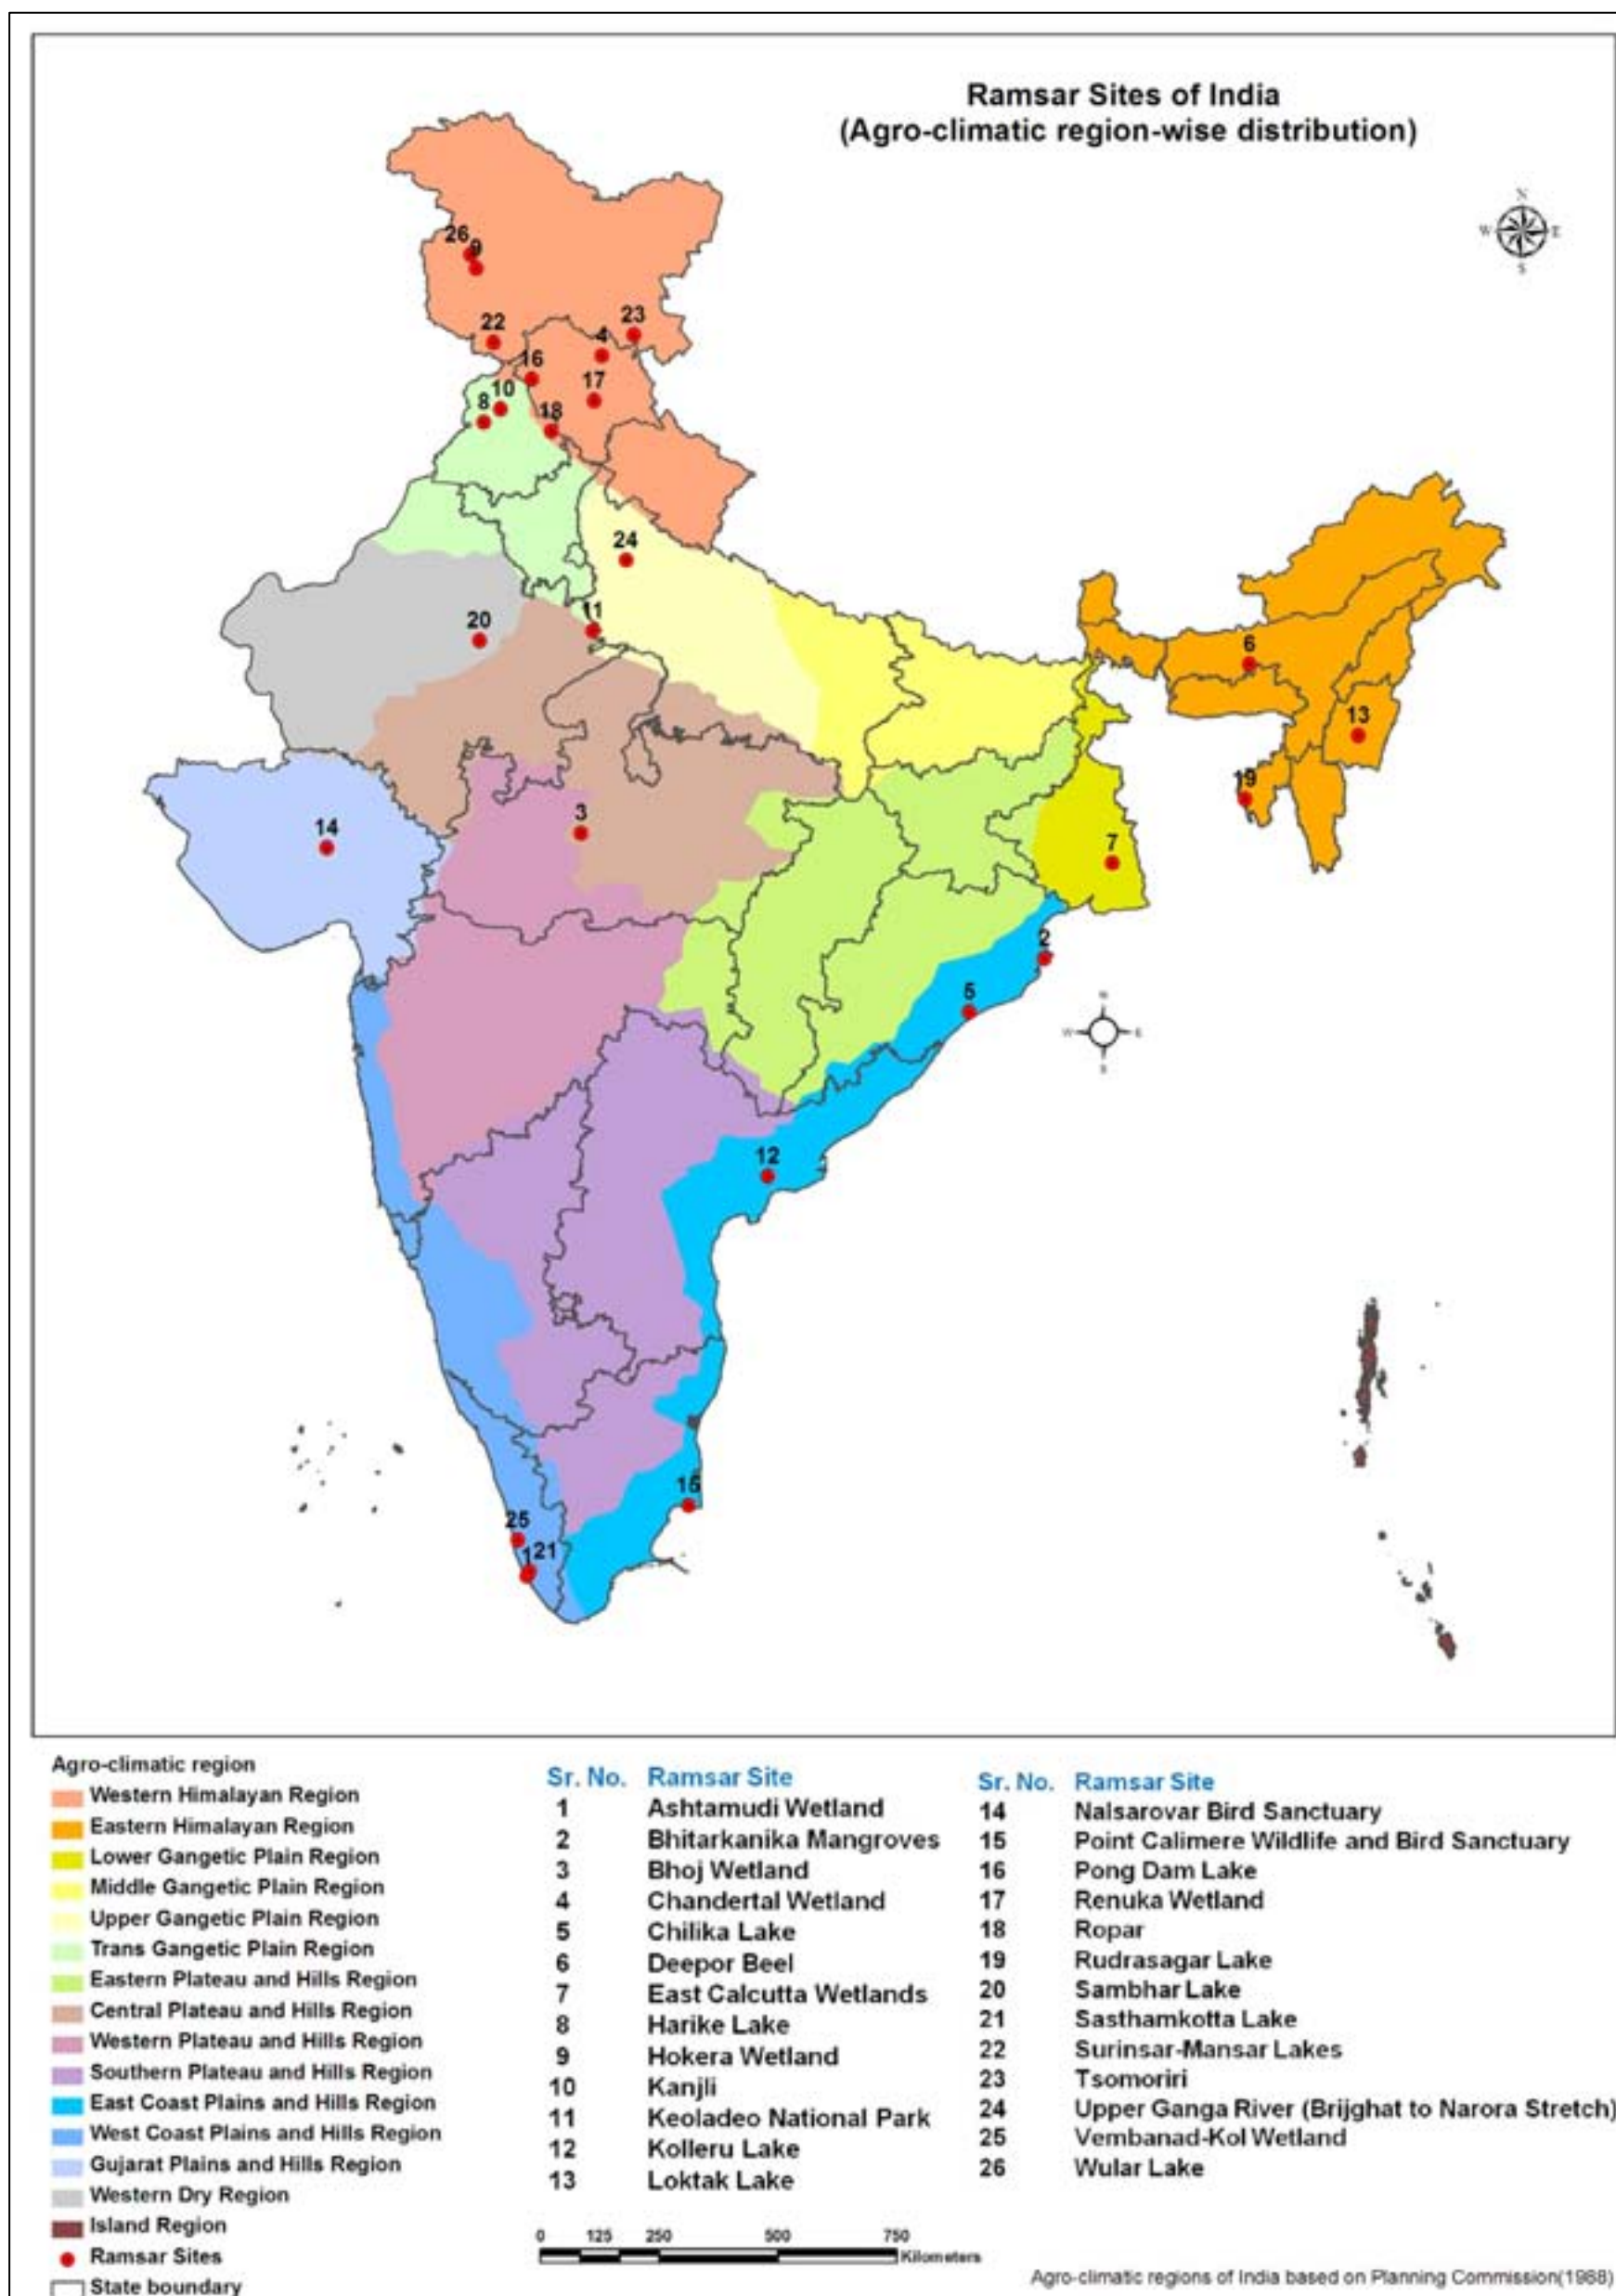 Ramsar Sites of India
(Agro-climatic region-wise distribution)
N
W E
S
26
9
22
23
4
16
17
10
8
18
24
11
20
6
13
19
3
14
7
2
5
N
W E
S
12
15
25
1 21
Agro-climatic region
Western Himalayan Region
Eastern Himalayan Region
Lower Gangetic Plain Region
Middle Gangetic Plain Region
Upper Gangetic Plain Region
Trans Gangetic Plain Region
Eastern Plateau and Hills Region
Central Plateau and Hills Region
Western Plateau and Hills Region
Southern Plateau and Hills Region
East Coast Plains and Hills Region
West Coast Plains and Hills Region
Gujarat Plains and Hills Region
Western Dry Region
Island Region
Ramsar Sites
State boundary
Sr. No. Ramsar Site
1 Ashtamudi Wetland
2 Bhitarkanika Mangroves
3 Bhoj Wetland
4 Chandertal Wetland
5 Chilika Lake
6 Deepor Beel
7 East Calcutta Wetlands
8 Harike Lake
9 Hokera Wetland
10 Kanjli
11 Keoladeo National Park
12 Kolleru Lake
13 Loktak Lake
Sr. No. Ramsar Site
14 Nalsarovar Bird Sanctuary
15 Point Calimere Wildlife and Bird Sanctuary
16 Pong Dam Lake
17 Renuka Wetland
18 Ropar
19 Rudrasagar Lake
20 Sambhar Lake
21 Sasthamkotta Lake
22 Surinsar-Mansar Lakes
23 Tsomoriri
24 Upper Ganga River (Brijghat to Narora Stretch)
25 Vembanad-Kol Wetland
26 Wular Lake
0 125 250 500 750
Kilometers
Agro-climatic regions of India based on Planning Commission(1988)